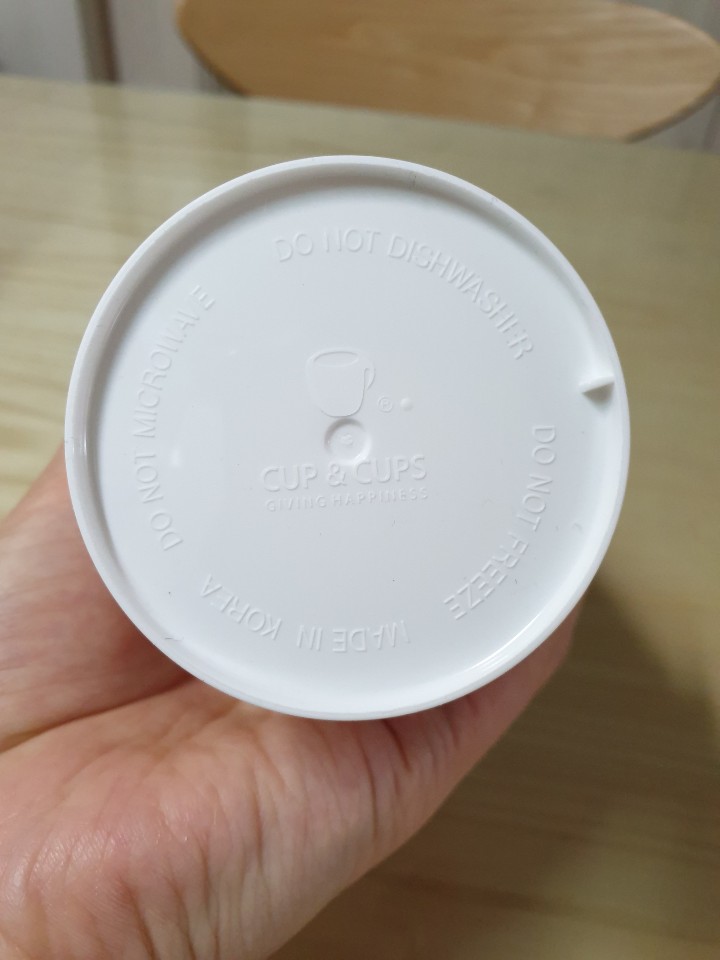 DO NOT DISHWASHER
DO NOT FREEZE
MADE IN KOREA
DO NOT MICROWAVE
®
CUP & CUPS
GIVING HAPPINESS